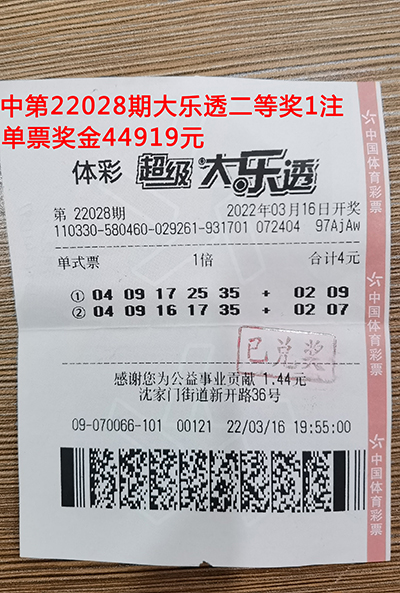 中第22028期大乐透二等奖1注
单票奖金44919元
体彩 超级大乐透
第 22028期 2022年03月16日开奖
110330-580460-029261-931701 072404 97AjAw
单式票 1倍 合计4元
① 04 09 17 25 35 + 02 09
② 04 09 16 17 35 + 02 07
已兑奖
感谢您为公益事业贡献 1.44元
沈家门街道新开路36号
09-070066-101 00121 22/03/16 19:55:00
中国体育彩票
中国体育彩票